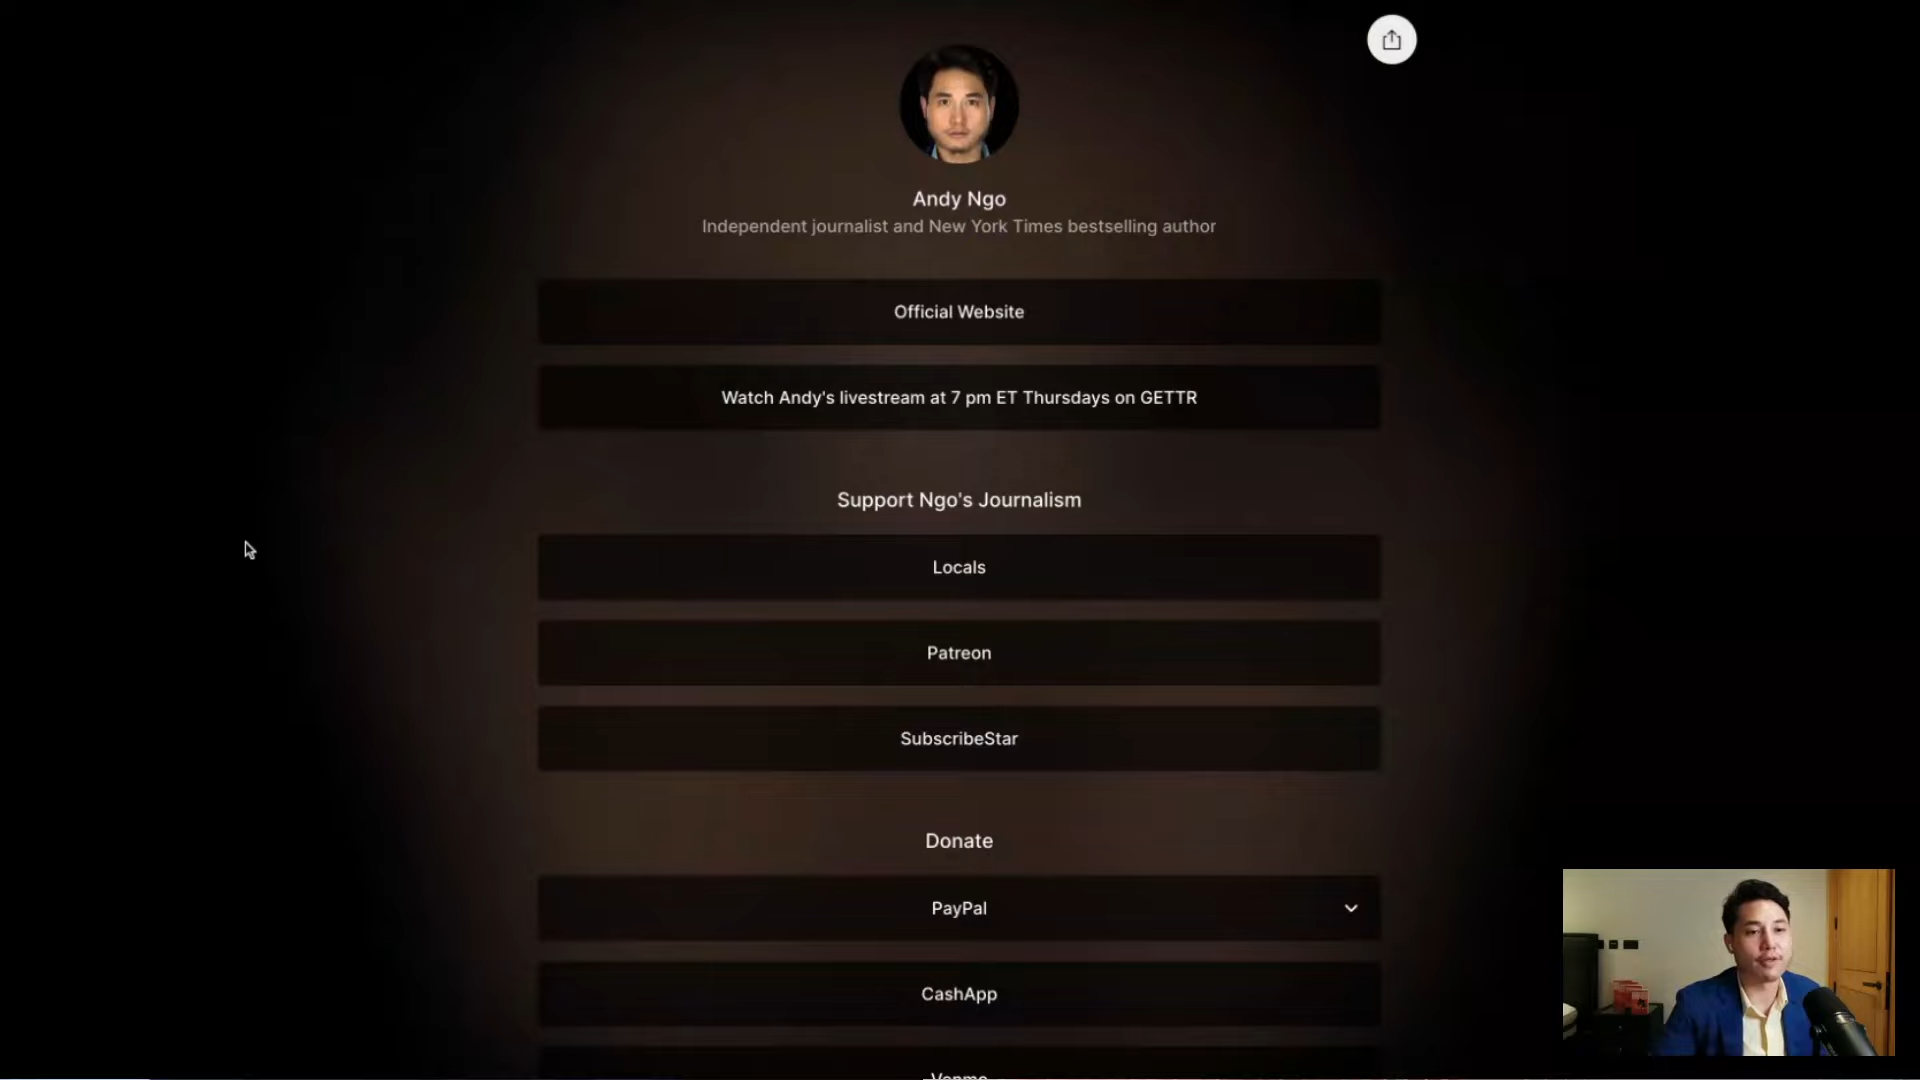 Andy Ngo
Independent journalist and New York Times bestselling author
Official Website
Watch Andy's livestream at 7 pm ET Thursdays on GETTR
Support Ngo's Journalism
Locals
Patreon
SubscribeStar
Donate
PayPal
CashApp
Venmo